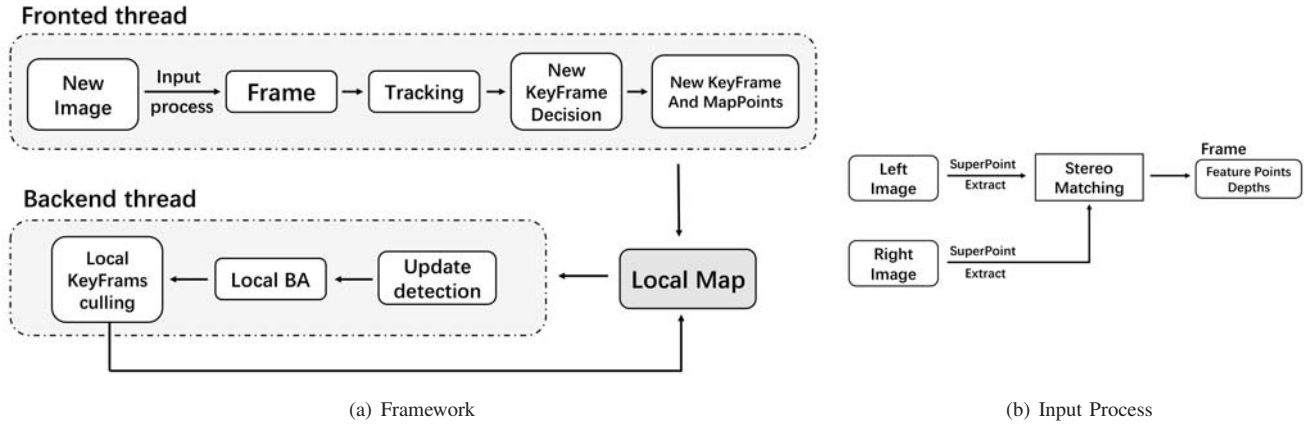 Fronted thread
New
Image
Input
process
Frame
Tracking
New
KeyFrame
Decision
New KeyFrame
And MapPoints
Backend thread
Local
KeyFrams
culling
Local BA
Update
detection
Local Map
(a) Framework
Left
Image
SuperPoint
Extract
Stereo
Matching
Frame
Feature Points
Depths
Right
Image
SuperPoint
Extract
(b) Input Process